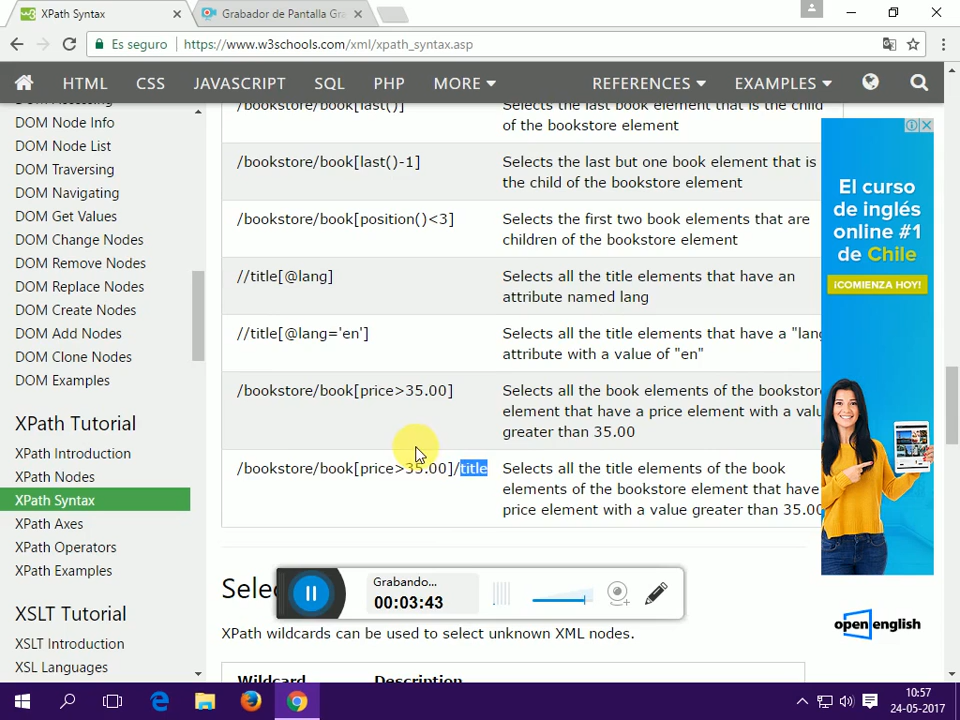 XPath Syntax
Grabador de Pantalla Gra
Es seguro
https://www.w3schools.com/xml/xpath_syntax.asp
HTML
CSS
JAVASCRIPT
SQL
PHP
MORE
REFERENCES
EXAMPLES
DOM Accessing
DOM Node Info
DOM Node List
DOM Traversing
DOM Navigating
DOM Get Values
DOM Change Nodes
DOM Remove Nodes
DOM Replace Nodes
DOM Create Nodes
DOM Add Nodes
DOM Clone Nodes
DOM Examples
XPath Tutorial
XPath Introduction
XPath Nodes
XPath Syntax
XPath Axes
XPath Operators
XPath Examples
XSLT Tutorial
XSLT Introduction
XSL Languages
/bookstore/book[last()]
Selects the last book element that is the child
of the bookstore element
/bookstore/book[last()-1]
Selects the last but one book element that is
the child of the bookstore element
/bookstore/book[position()<3]
Selects the first two book elements that are
children of the bookstore element
//title[@lang]
Selects all the title elements that have an
attribute named lang
//title[@lang='en']
Selects all the title elements that have a "lang
attribute with a value of "en"
/bookstore/book[price>35.00]
Selects all the book elements of the bookstore
element that have a price element with a valu
greater than 35.00
/bookstore/book[price>35.00]/title
Selects all the title elements of the book
elements of the bookstore element that have
price element with a value greater than 35.00
Selec
XPath wildcards can be used to select unknown XML nodes.
Wildcard
Description
Grabando...
00:03:43
El curso
de inglés
online #1
de Chile
¡COMIENZA HOY!
openenglish
10:57
24-05-2017